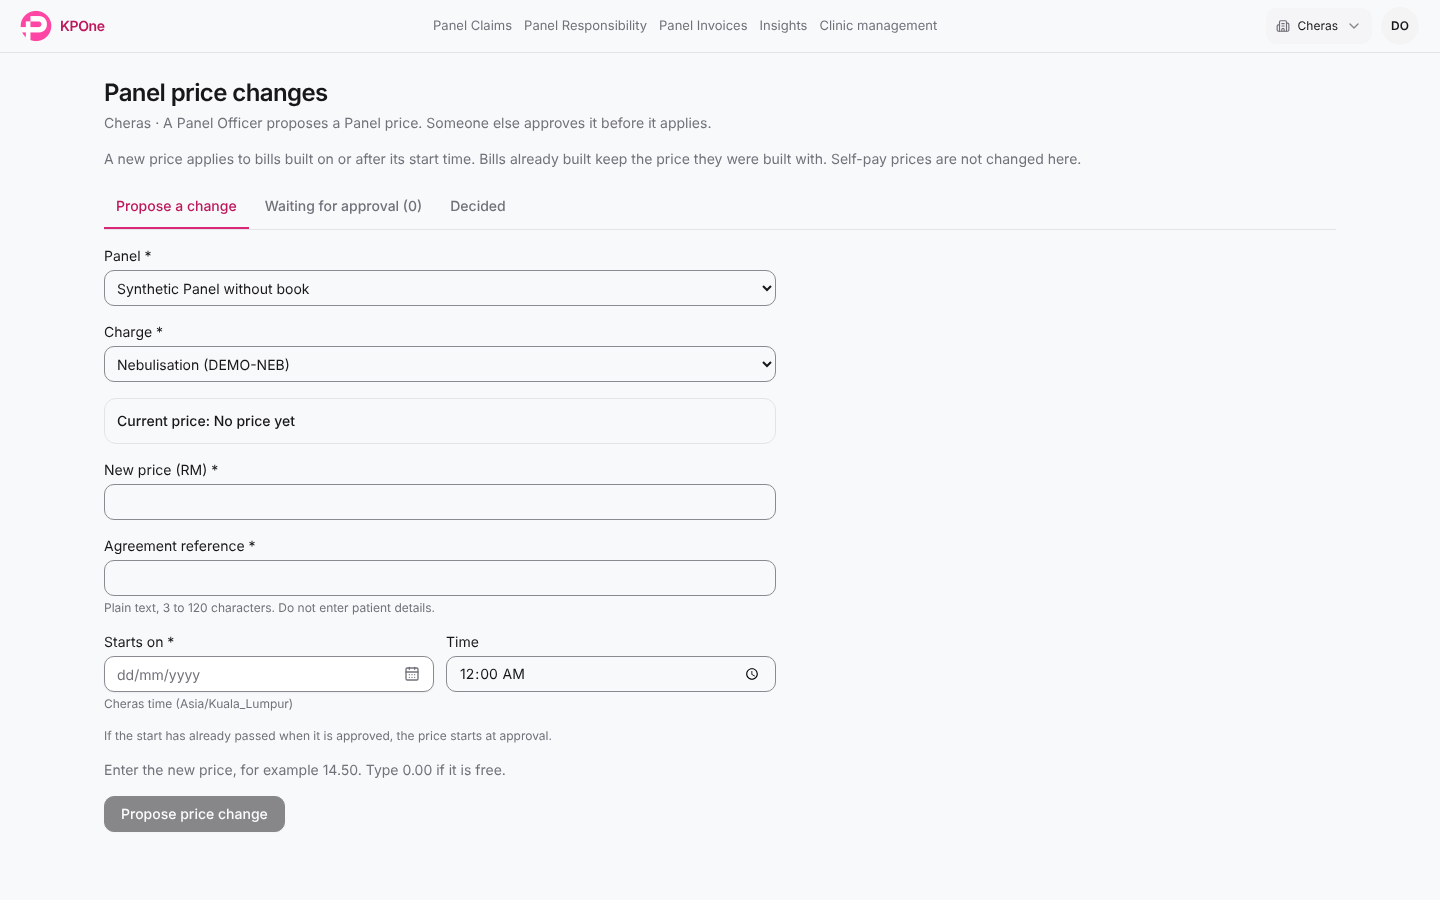 KPOne
Panel Claims Panel Responsibility Panel Invoices Insights Clinic management
Cheras
DO
Panel price changes
Cheras · A Panel Officer proposes a Panel price. Someone else approves it before it applies.
A new price applies to bills built on or after its start time. Bills already built keep the price they were built with. Self-pay prices are not changed here.
Propose a change Waiting for approval (0) Decided
Panel *
Synthetic Panel without book
Charge *
Nebulisation (DEMO-NEB)
Current price: No price yet
New price (RM) *
Agreement reference *
Plain text, 3 to 120 characters. Do not enter patient details.
Starts on * Time
dd/mm/yyyy 12:00 AM
Cheras time (Asia/Kuala_Lumpur)
If the start has already passed when it is approved, the price starts at approval.
Enter the new price, for example 14.50. Type 0.00 if it is free.
Propose price change